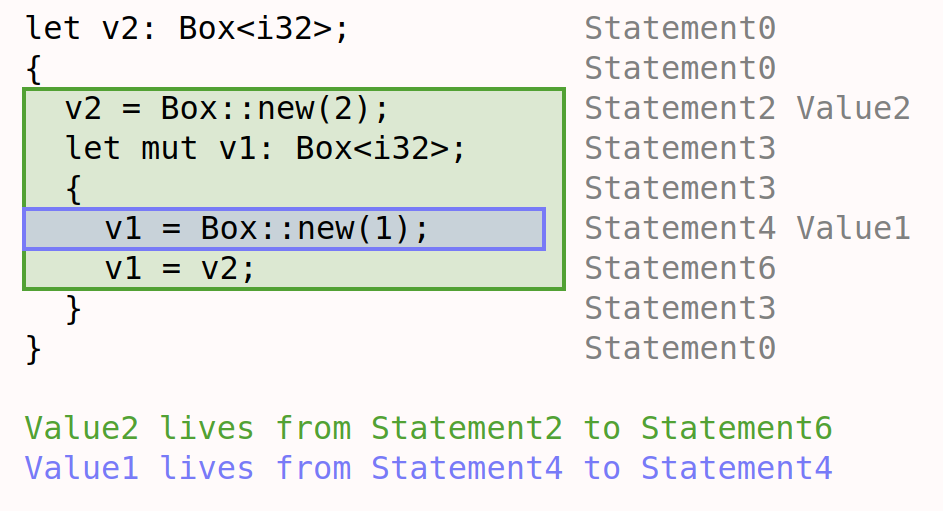 let v2: Box<i32>; Statement0
{ Statement0
v2 = Box::new(2); Statement2 Value2
let mut v1: Box<i32>; Statement3
{ Statement3
v1 = Box::new(1); Statement4 Value1
v1 = v2; Statement6
} Statement3
} Statement0
Value2 lives from Statement2 to Statement6
Value1 lives from Statement4 to Statement4